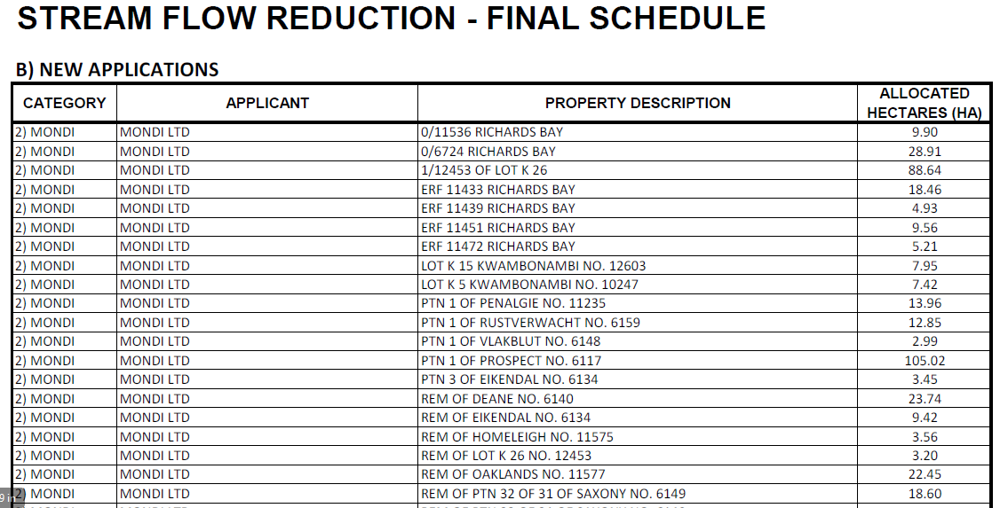 STREAM FLOW REDUCTION - FINAL SCHEDULE
B) NEW APPLICATIONS
CATEGORY APPLICANT PROPERTY DESCRIPTION ALLOCATED HECTARES (HA)
2) MONDI MONDI LTD 0/11536 RICHARDS BAY 9.90
2) MONDI MONDI LTD 0/6724 RICHARDS BAY 28.91
2) MONDI MONDI LTD 1/12453 OF LOT K 26 88.64
2) MONDI MONDI LTD ERF 11433 RICHARDS BAY 18.46
2) MONDI MONDI LTD ERF 11439 RICHARDS BAY 4.93
2) MONDI MONDI LTD ERF 11451 RICHARDS BAY 9.56
2) MONDI MONDI LTD ERF 11472 RICHARDS BAY 5.21
2) MONDI MONDI LTD LOT K 15 KWAMBONAMBI NO. 12603 7.95
2) MONDI MONDI LTD LOT K 5 KWAMBONAMBI NO. 10247 7.42
2) MONDI MONDI LTD PTN 1 OF PENALGIE NO. 11235 13.96
2) MONDI MONDI LTD PTN 1 OF RUSTVERWACHT NO. 6159 12.85
2) MONDI MONDI LTD PTN 1 OF VLAKBLUT NO. 6148 2.99
2) MONDI MONDI LTD PTN 1 OF PROSPECT NO. 6117 105.02
2) MONDI MONDI LTD PTN 3 OF EIKENDAL NO. 6134 3.45
2) MONDI MONDI LTD REM OF DEANE NO. 6140 23.74
2) MONDI MONDI LTD REM OF EIKENDAL NO. 6134 9.42
2) MONDI MONDI LTD REM OF HOMELEIGH NO. 11575 3.56
2) MONDI MONDI LTD REM OF LOT K 26 NO. 12453 3.20
2) MONDI MONDI LTD REM OF OAKLANDS NO. 11577 22.45
2) MONDI MONDI LTD REM OF PTN 32 OF 31 OF SAXONY NO. 6149 18.60